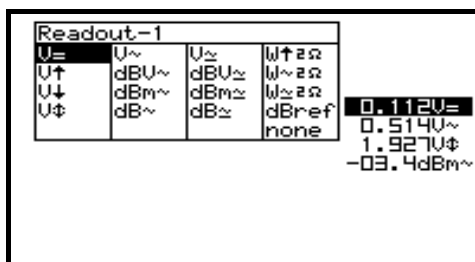 Readout-1
V= V~ V≃ W↑2Ω
V↑ dBV~ dBV≃ W~2Ω
V↓ dBm~ dBm≃ W≃2Ω
V⇕ dB~ dB≃ dBref
none
0.112V=
0.514V~
1.927V⇕
-03.4dBm~